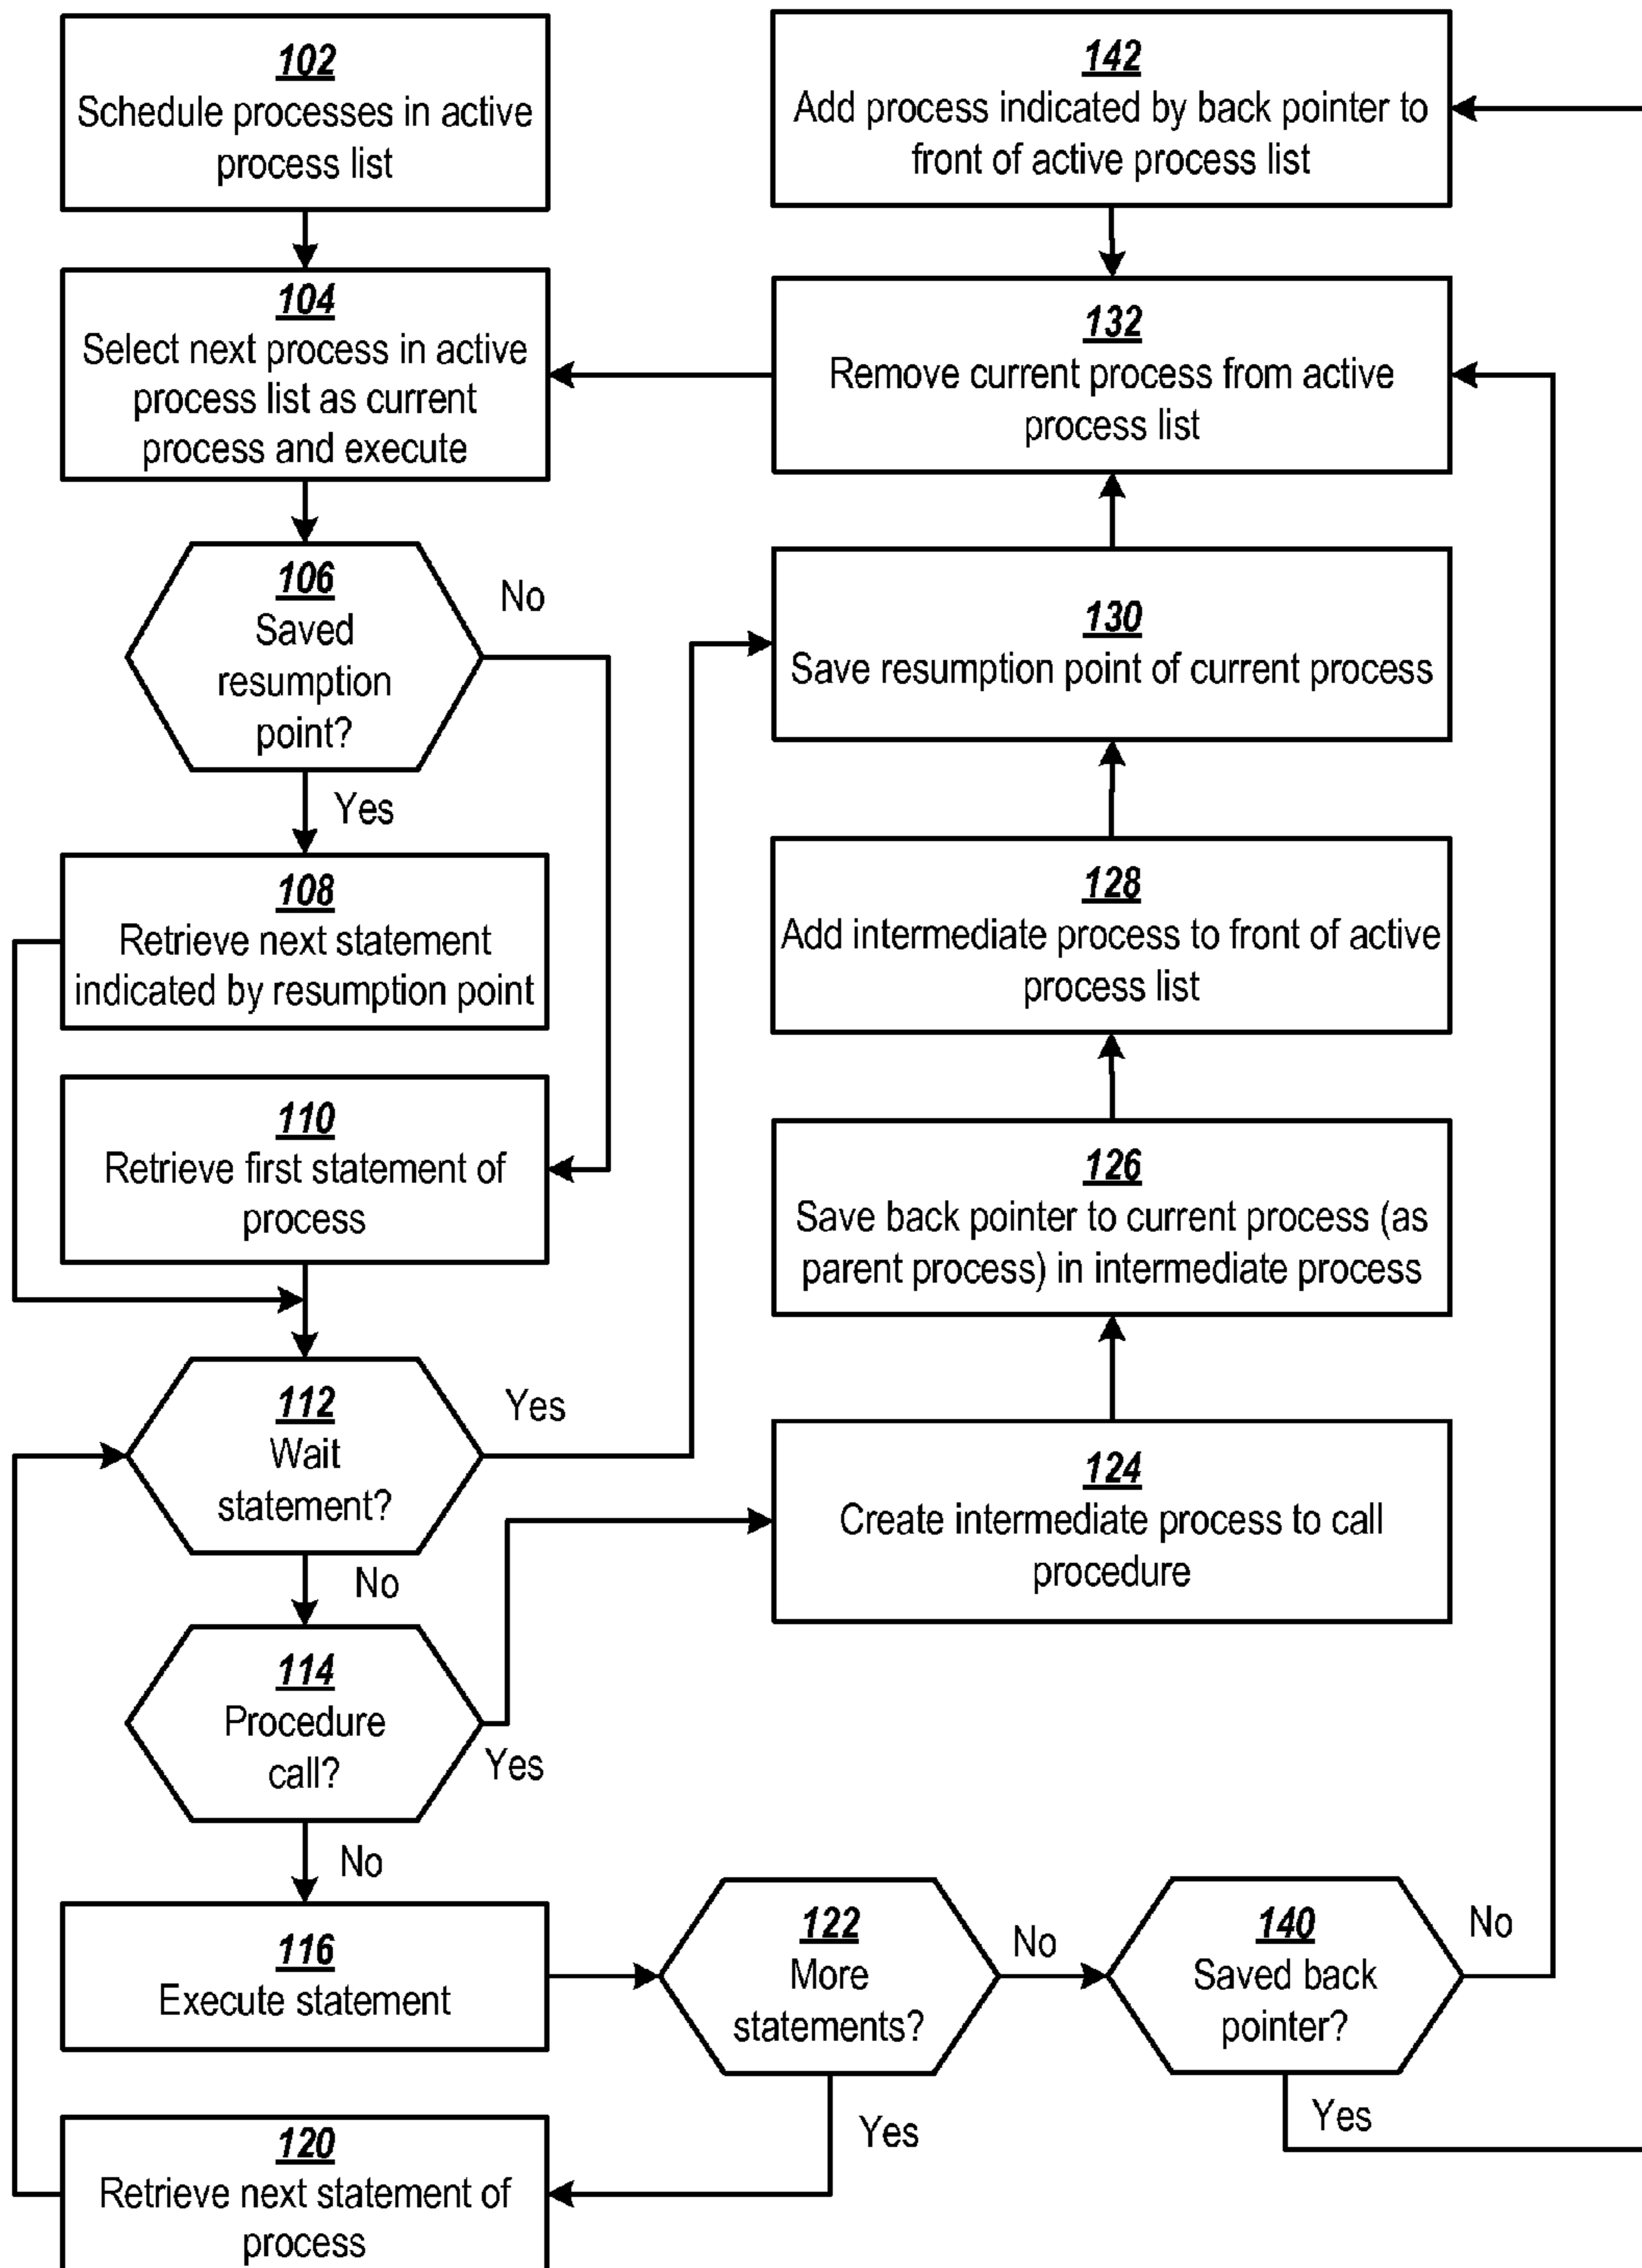 102
Schedule processes in active
process list
104
Select next process in active
process list as current
process and execute
106
Saved
resumption
point?
No
Yes
108
Retrieve next statement
indicated by resumption point
110
Retrieve first statement of
process
112
Wait
statement?
Yes
No
114
Procedure
call?
Yes
No
116
Execute statement
120
Retrieve next statement of
process
122
More
statements?
No
Yes
140
Saved back
pointer?
No
Yes
142
Add process indicated by back pointer to
front of active process list
132
Remove current process from active
process list
130
Save resumption point of current process
128
Add intermediate process to front of active
process list
126
Save back pointer to current process (as
parent process) in intermediate process
124
Create intermediate process to call
procedure